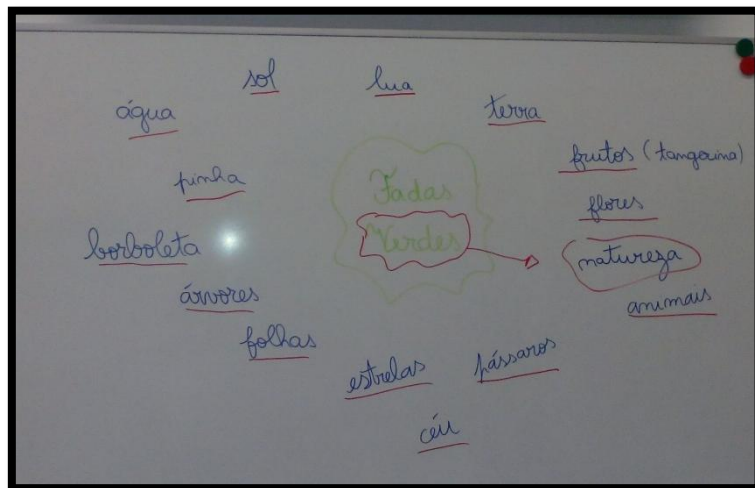 sol
lua
água
terra
frutos (tangerina)
pinha
Fadas
flores
Verdes
borboleta
natureza
árvores
animais
folhas
estrelas
pássaros
céu